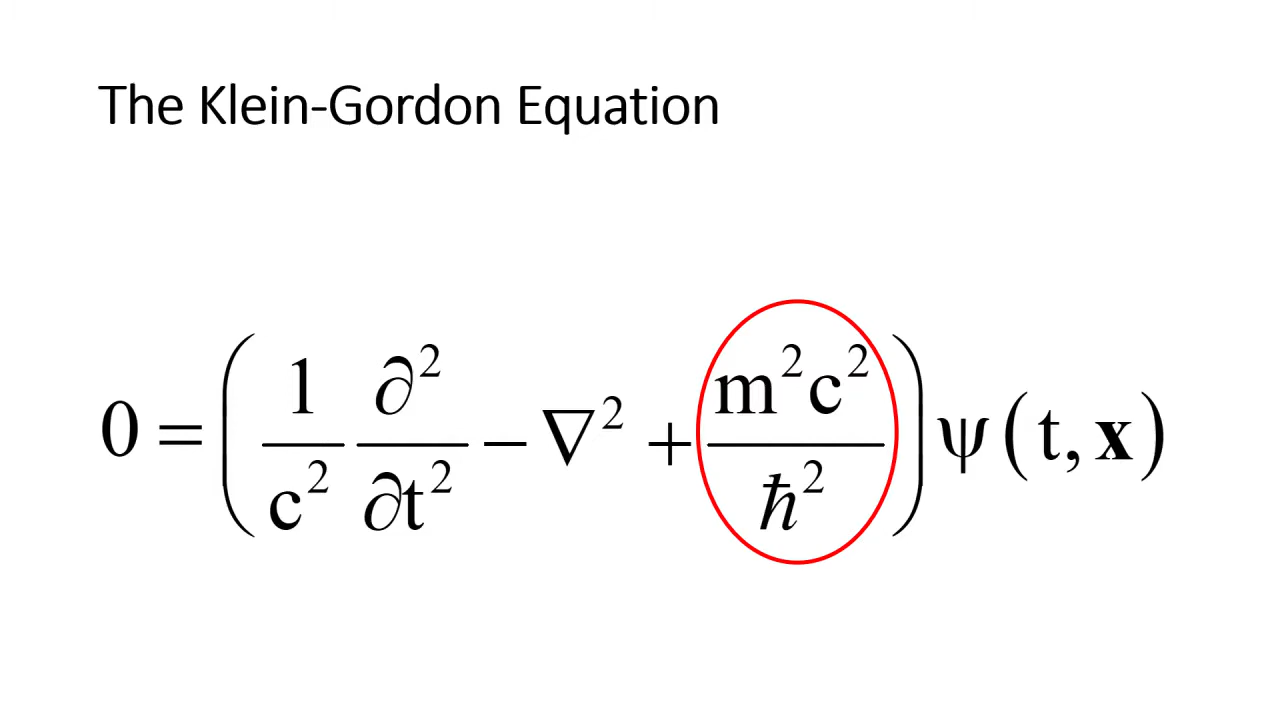 The Klein-Gordon Equation
0 = ( 1/c² ∂²/∂t² − ∇² + m²c²/ħ² ) ψ(t, x)